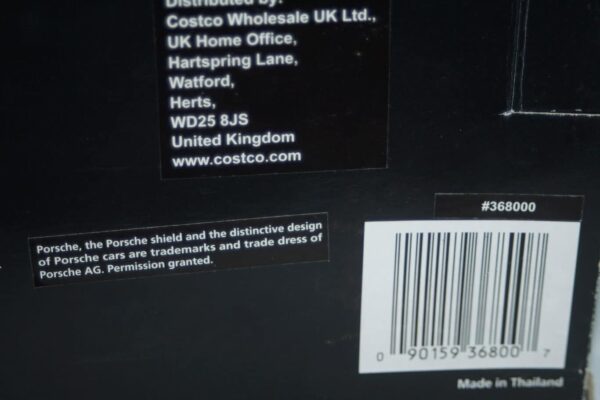 Distributed by:
Costco Wholesale UK Ltd.,
UK Home Office,
Hartspring Lane,
Watford,
Herts,
WD25 8JS
United Kingdom
www.costco.com
#368000
Porsche, the Porsche shield and the distinctive design
of Porsche cars are trademarks and trade dress of
Porsche AG. Permission granted.
0 90159 36800 7
Made in Thailand